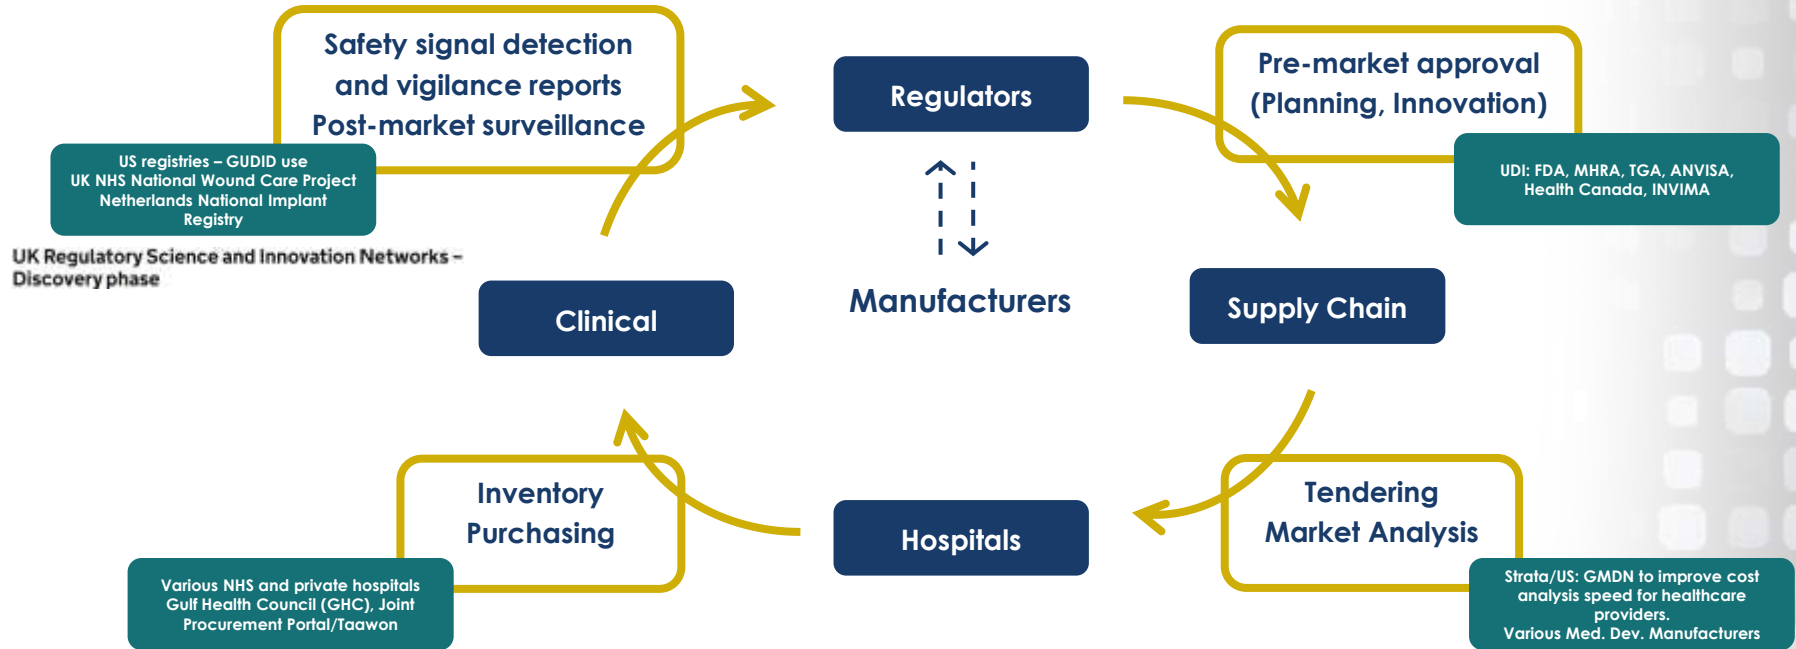 Safety signal detection
and vigilance reports
Post-market surveillance
US registries – GUDID use
UK NHS National Wound Care Project
Netherlands National Implant
Registry
UK Regulatory Science and Innovation Networks –
Discovery phase
Regulators
Pre-market approval
(Planning, Innovation)
UDI: FDA, MHRA, TGA, ANVISA,
Health Canada, INVIMA
Clinical
Manufacturers
Supply Chain
Inventory
Purchasing
Various NHS and private hospitals
Gulf Health Council (GHC), Joint
Procurement Portal/Taawon
Hospitals
Tendering
Market Analysis
Strata/US: GMDN to improve cost
analysis speed for healthcare
providers.
Various Med. Dev. Manufacturers